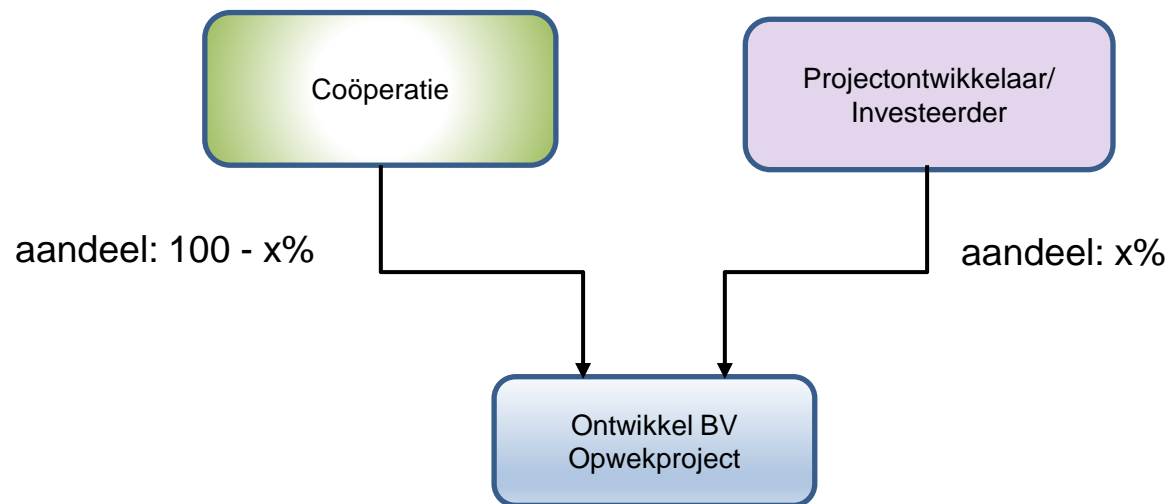 Coöperatie
Projectontwikkelaar/
Investeerder
aandeel: 100 - x%
aandeel: x%
Ontwikkel BV
Opwekproject